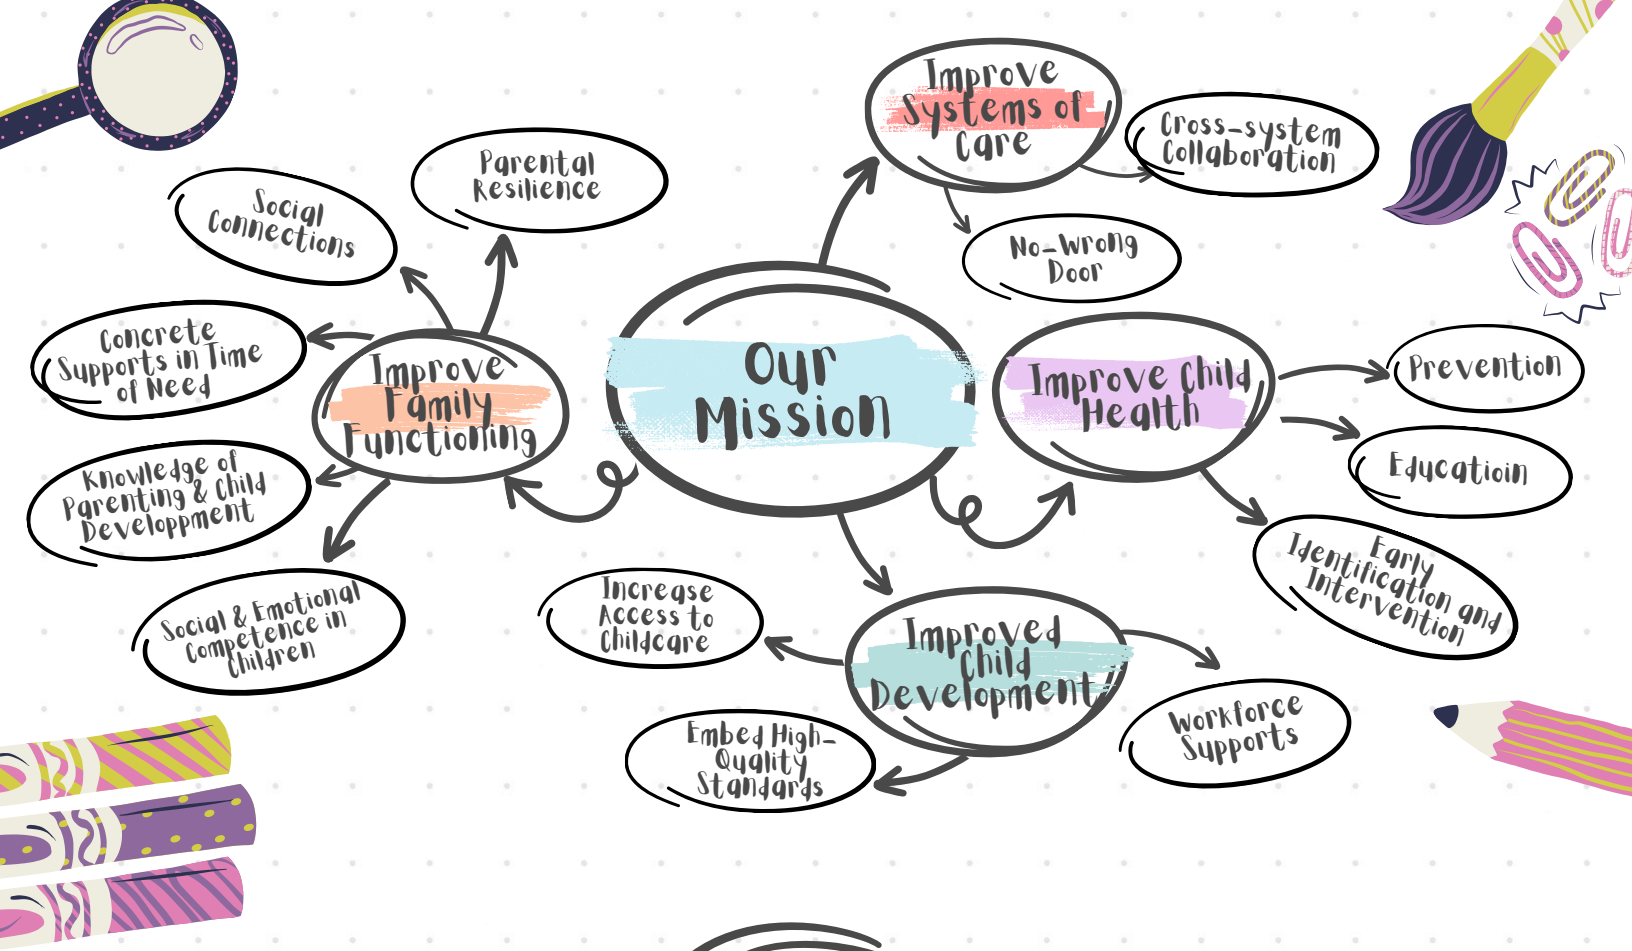 Improve
Systems of
Care
Cross-system
Collaboration
No-Wrong
Door
Parental
Resilience
Social
Connections
Concrete
Supports in Time
of Need
Improve
Family
Functioning
Knowledge of
Parenting & Child
Developpment
Social & Emotional
Competence in
Children
Our
Mission
Improve Child
Health
Prevention
Educatioin
Early
Identification and
Intervention
Increase
Access to
Childcare
Improved
Child
Development
Embed High-
Quality
Standards
Workforce
Supports